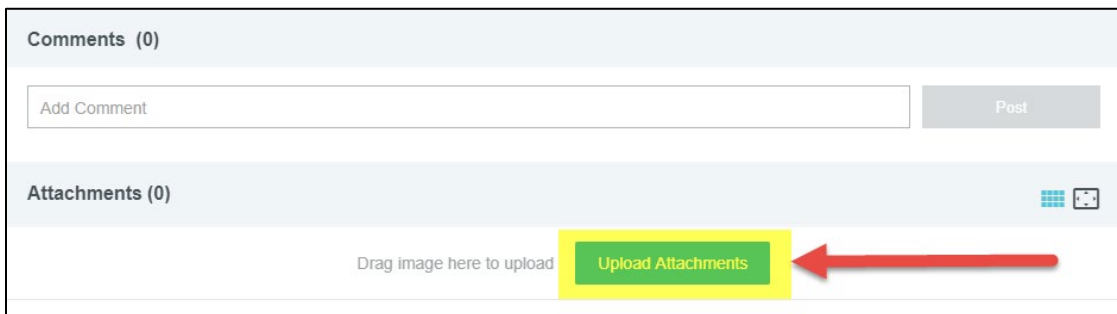 Comments (0)
Add Comment
Post
Attachments (0)
Drag image here to upload
Upload Attachments